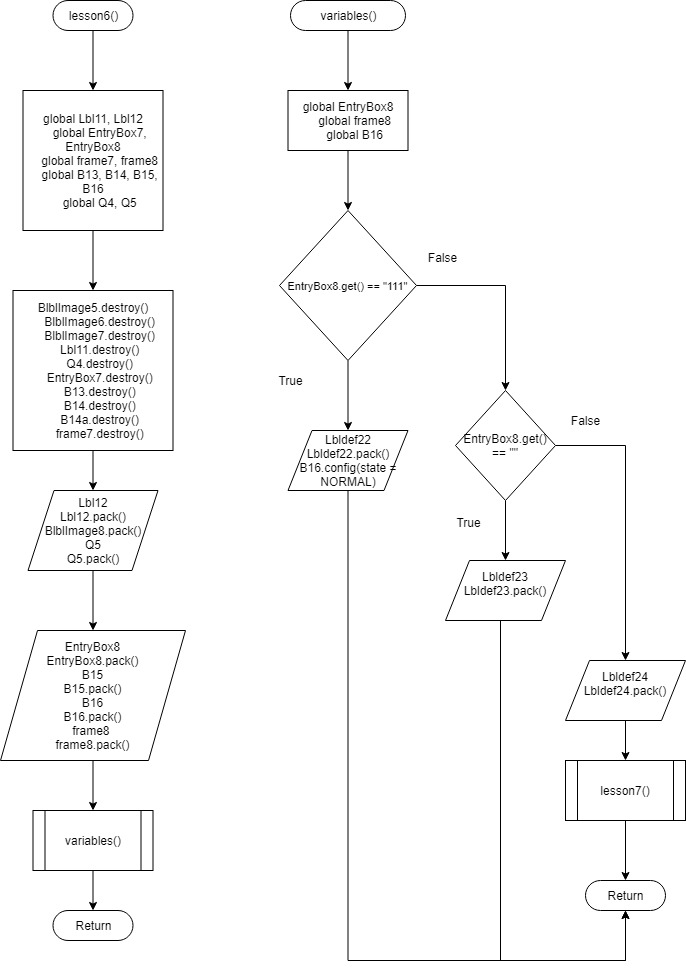 lesson6()
global Lbl11, Lbl12
global EntryBox7,
EntryBox8
global frame7, frame8
global B13, B14, B15,
B16
global Q4, Q5
BlblImage5.destroy()
BlblImage6.destroy()
BlblImage7.destroy()
Lbl11.destroy()
Q4.destroy()
EntryBox7.destroy()
B13.destroy()
B14.destroy()
B14a.destroy()
frame7.destroy()
Lbl12
Lbl12.pack()
BlblImage8.pack()
Q5
Q5.pack()
EntryBox8
EntryBox8.pack()
B15
B15.pack()
B16
B16.pack()
frame8
frame8.pack()
variables()
Return
variables()
global EntryBox8
global frame8
global B16
EntryBox8.get() == "111"
False
True
Lbldef22
Lbldef22.pack()
B16.config(state =
NORMAL)
EntryBox8.get()
== ""
False
True
Lbldef23
Lbldef23.pack()
Lbldef24
Lbldef24.pack()
lesson7()
Return